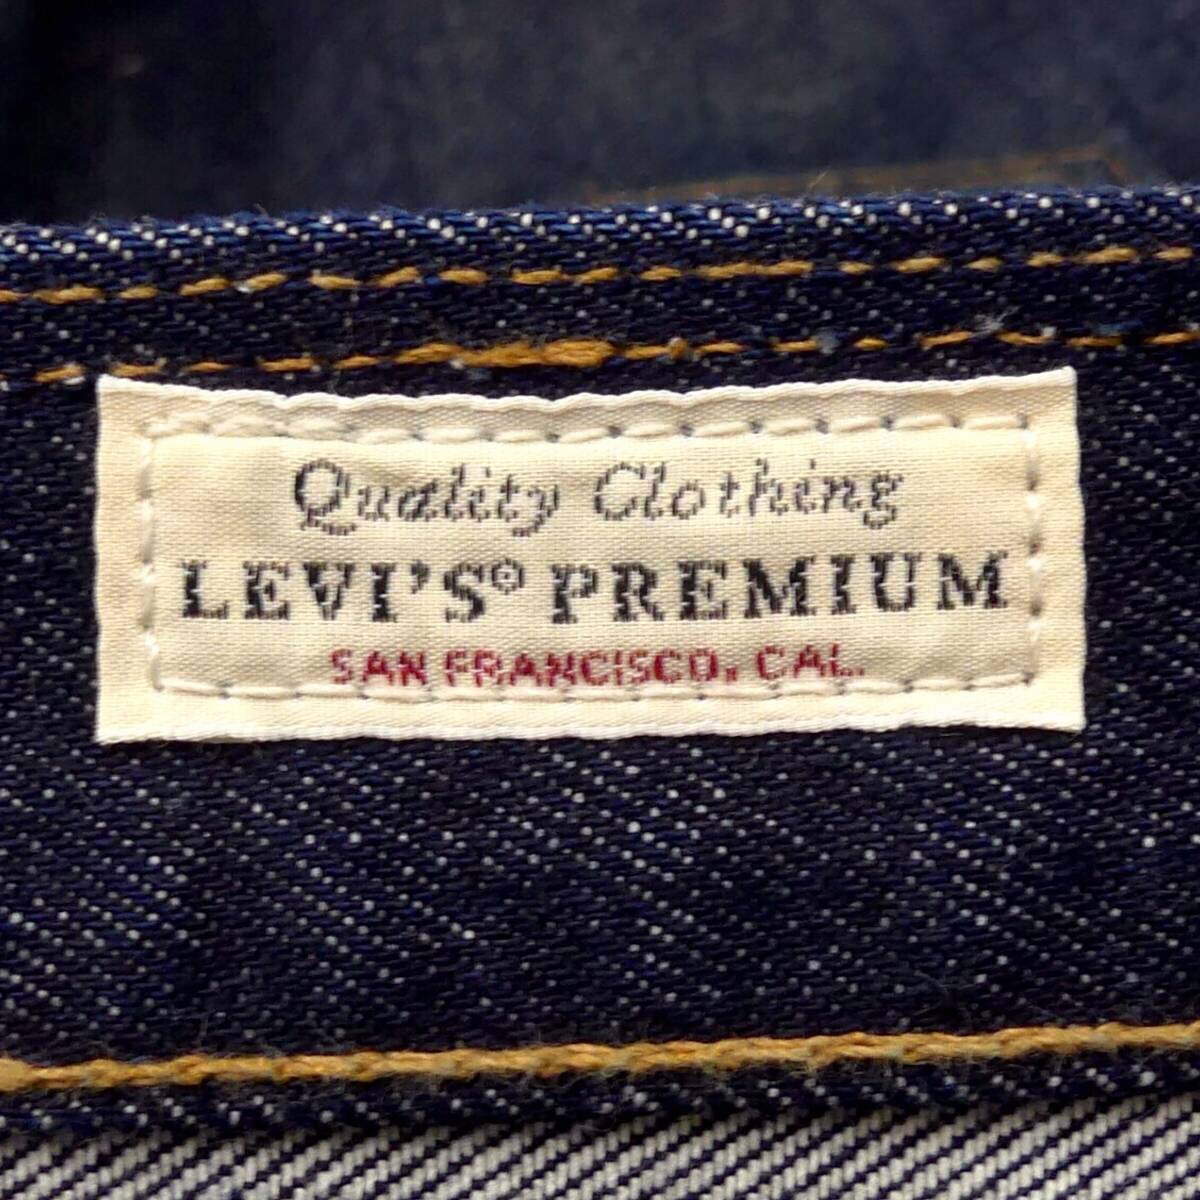 Quality Clothing
LEVI'S® PREMIUM
SAN FRANCISCO, CAL.